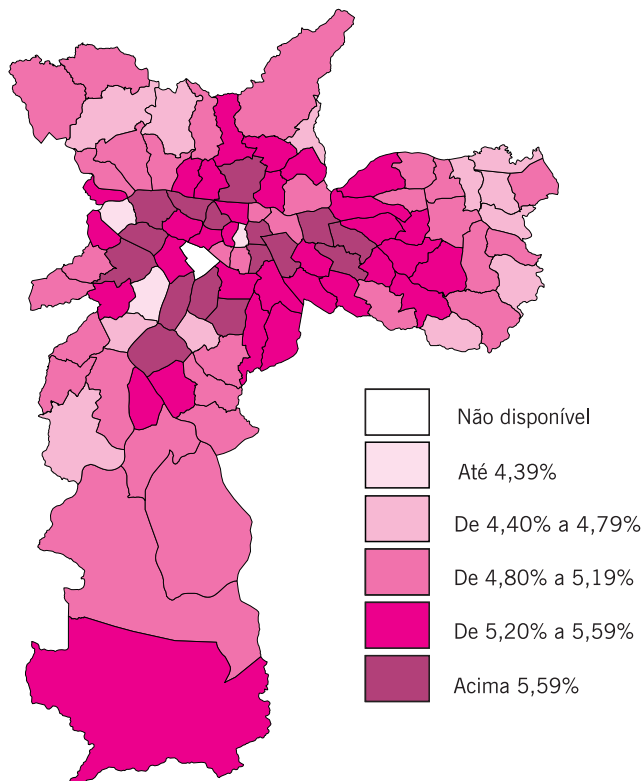 Não disponível
Até 4,39%
De 4,40% a 4,79%
De 4,80% a 5,19%
De 5,20% a 5,59%
Acima 5,59%